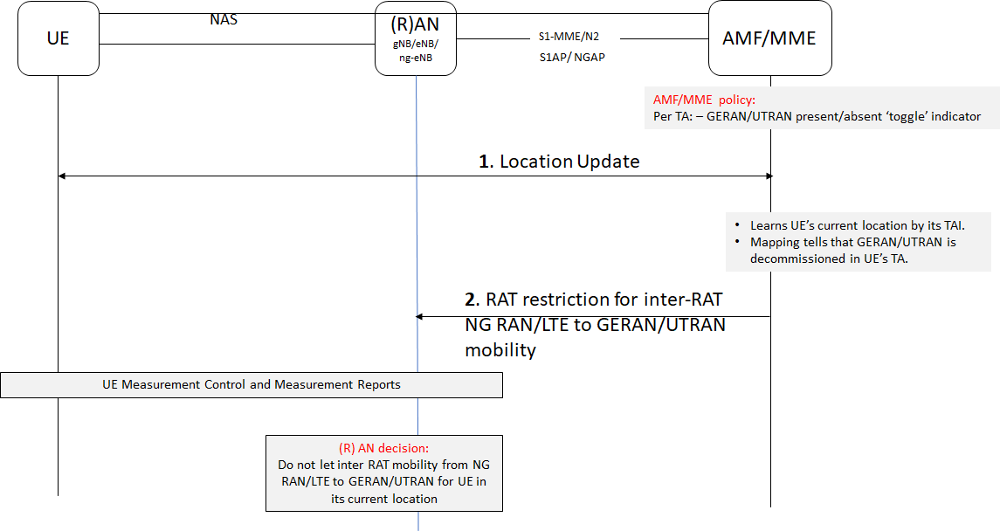 NAS
UE
(R)AN
gNB/eNB/
ng-eNB
S1-MME/N2
S1AP/ NGAP
AMF/MME
AMF/MME policy:
Per TA: – GERAN/UTRAN present/absent ‘toggle’ indicator
1. Location Update
• Learns UE’s current location by its TAI.
• Mapping tells that GERAN/UTRAN is
decommissioned in UE’s TA.
2. RAT restriction for inter-RAT
NG RAN/LTE to GERAN/UTRAN
mobility
UE Measurement Control and Measurement Reports
(R) AN decision:
Do not let inter RAT mobility from NG
RAN/LTE to GERAN/UTRAN for UE in
its current location